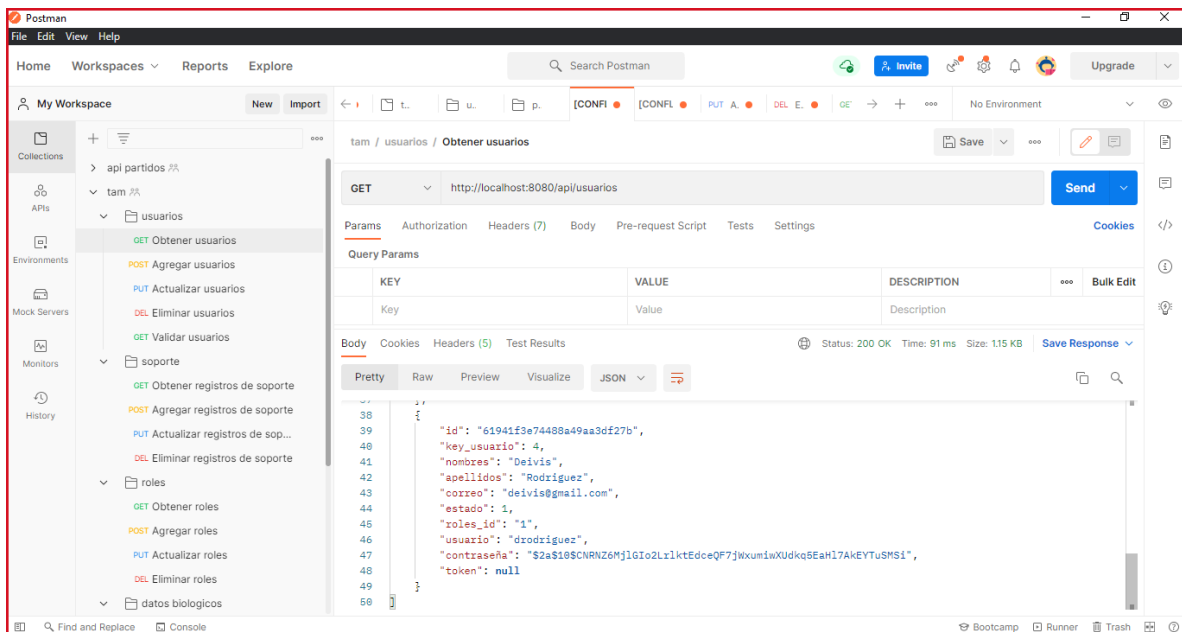 Postman
File Edit View Help
Home Workspaces Reports Explore Search Postman Invite Upgrade
My Workspace New Import t.. u.. p. [CONFI [CONFL PUT A. DEL E. GE No Environment
Collections
APIs
Environments
Mock Servers
Monitors
History
api partidos
tam
usuarios
GET Obtener usuarios
POST Agregar usuarios
PUT Actualizar usuarios
DEL Eliminar usuarios
GET Validar usuarios
soporte
GET Obtener registros de soporte
POST Agregar registros de soporte
PUT Actualizar registros de sop...
DEL Eliminar registros de soporte
roles
GET Obtener roles
POST Agregar roles
PUT Actualizar roles
DEL Eliminar roles
datos biologicos
tam / usuarios / Obtener usuarios Save
GET http://localhost:8080/api/usuarios Send
Params Authorization Headers (7) Body Pre-request Script Tests Settings Cookies
Query Params
KEY VALUE DESCRIPTION Bulk Edit
Key Value Description
Body Cookies Headers (5) Test Results Status: 200 OK Time: 91 ms Size: 1.15 KB Save Response
Pretty Raw Preview Visualize JSON
37 },
38 {
39 "id": "61941f3e74488a49aa3df27b",
40 "key_usuario": 4,
41 "nombres": "Deivis",
42 "apellidos": "Rodriguez",
43 "correo": "deivis@gmail.com",
44 "estado": 1,
45 "roles_id": "1",
46 "usuario": "drodriguez",
47 "contraseña": "$2a$10$CNRNZ6MjlGIo2LrlktEdceQF7jWxumiwXUdkq5EaHl7AkEYTuSMSi",
48 "token": null
49 }
50 ]
Find and Replace Console Bootcamp Runner Trash